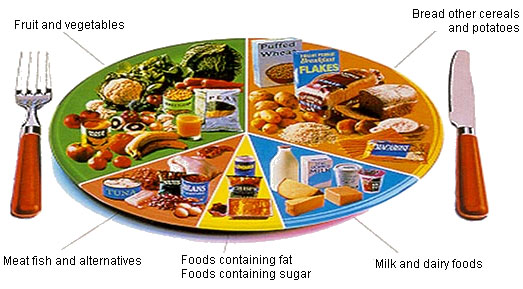 Fruit and vegetables
Bread other cereals
and potatoes
Puffed
Wheat
Breakfast
FLAKES
TUNA
BEANS
Meat fish and alternatives
Foods containing fat
Foods containing sugar
Milk and dairy foods